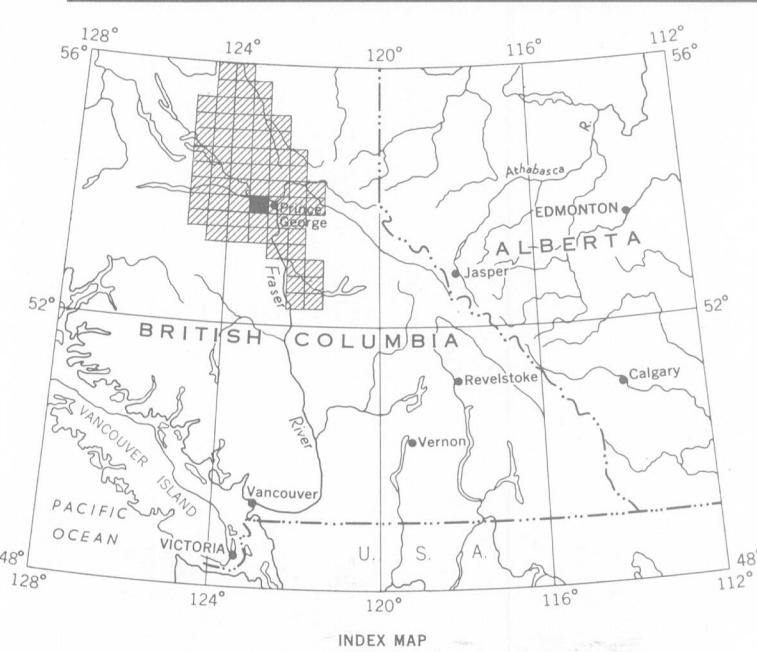 128°
124°
120°
116°
112°
56°
56°
R.
Athabasca
Prince
George
EDMONTON
ALBERTA
Jasper
Fraser
52°
52°
BRITISH COLUMBIA
Revelstoke
Calgary
VANCOUVER ISLAND
River
Vernon
Vancouver
PACIFIC
OCEAN
VICTORIA
U. S. A.
48°
48°
128°
124°
120°
116°
112°
INDEX MAP